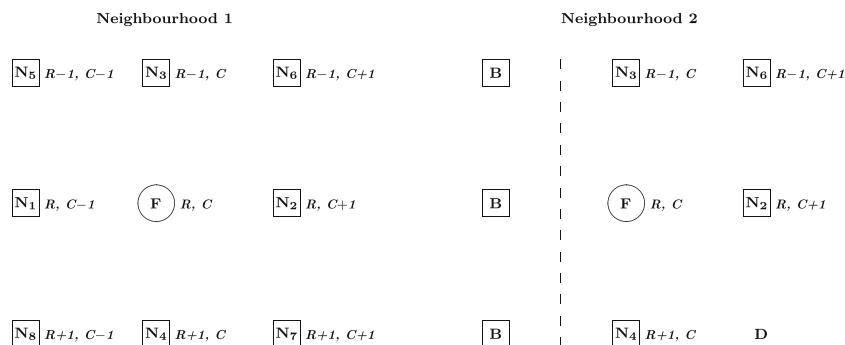 Neighbourhood 1 Neighbourhood 2
N₅ R−1, C−1 N₃ R−1, C N₆ R−1, C+1 B N₃ R−1, C N₆ R−1, C+1
N₁ R, C−1 F R, C N₂ R, C+1 B F R, C N₂ R, C+1
N₈ R+1, C−1 N₄ R+1, C N₇ R+1, C+1 B N₄ R+1, C D